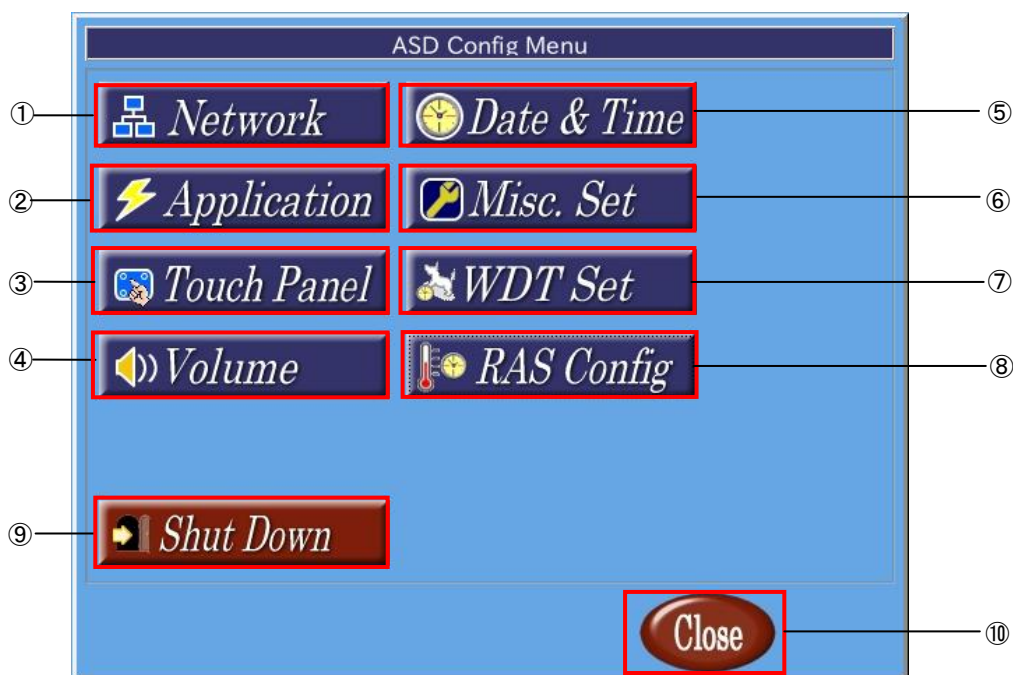 ASD Config Menu
① Network Date & Time ⑤
② Application Misc. Set ⑥
③ Touch Panel WDT Set ⑦
④ Volume RAS Config ⑧
⑨ Shut Down
Close ⑩